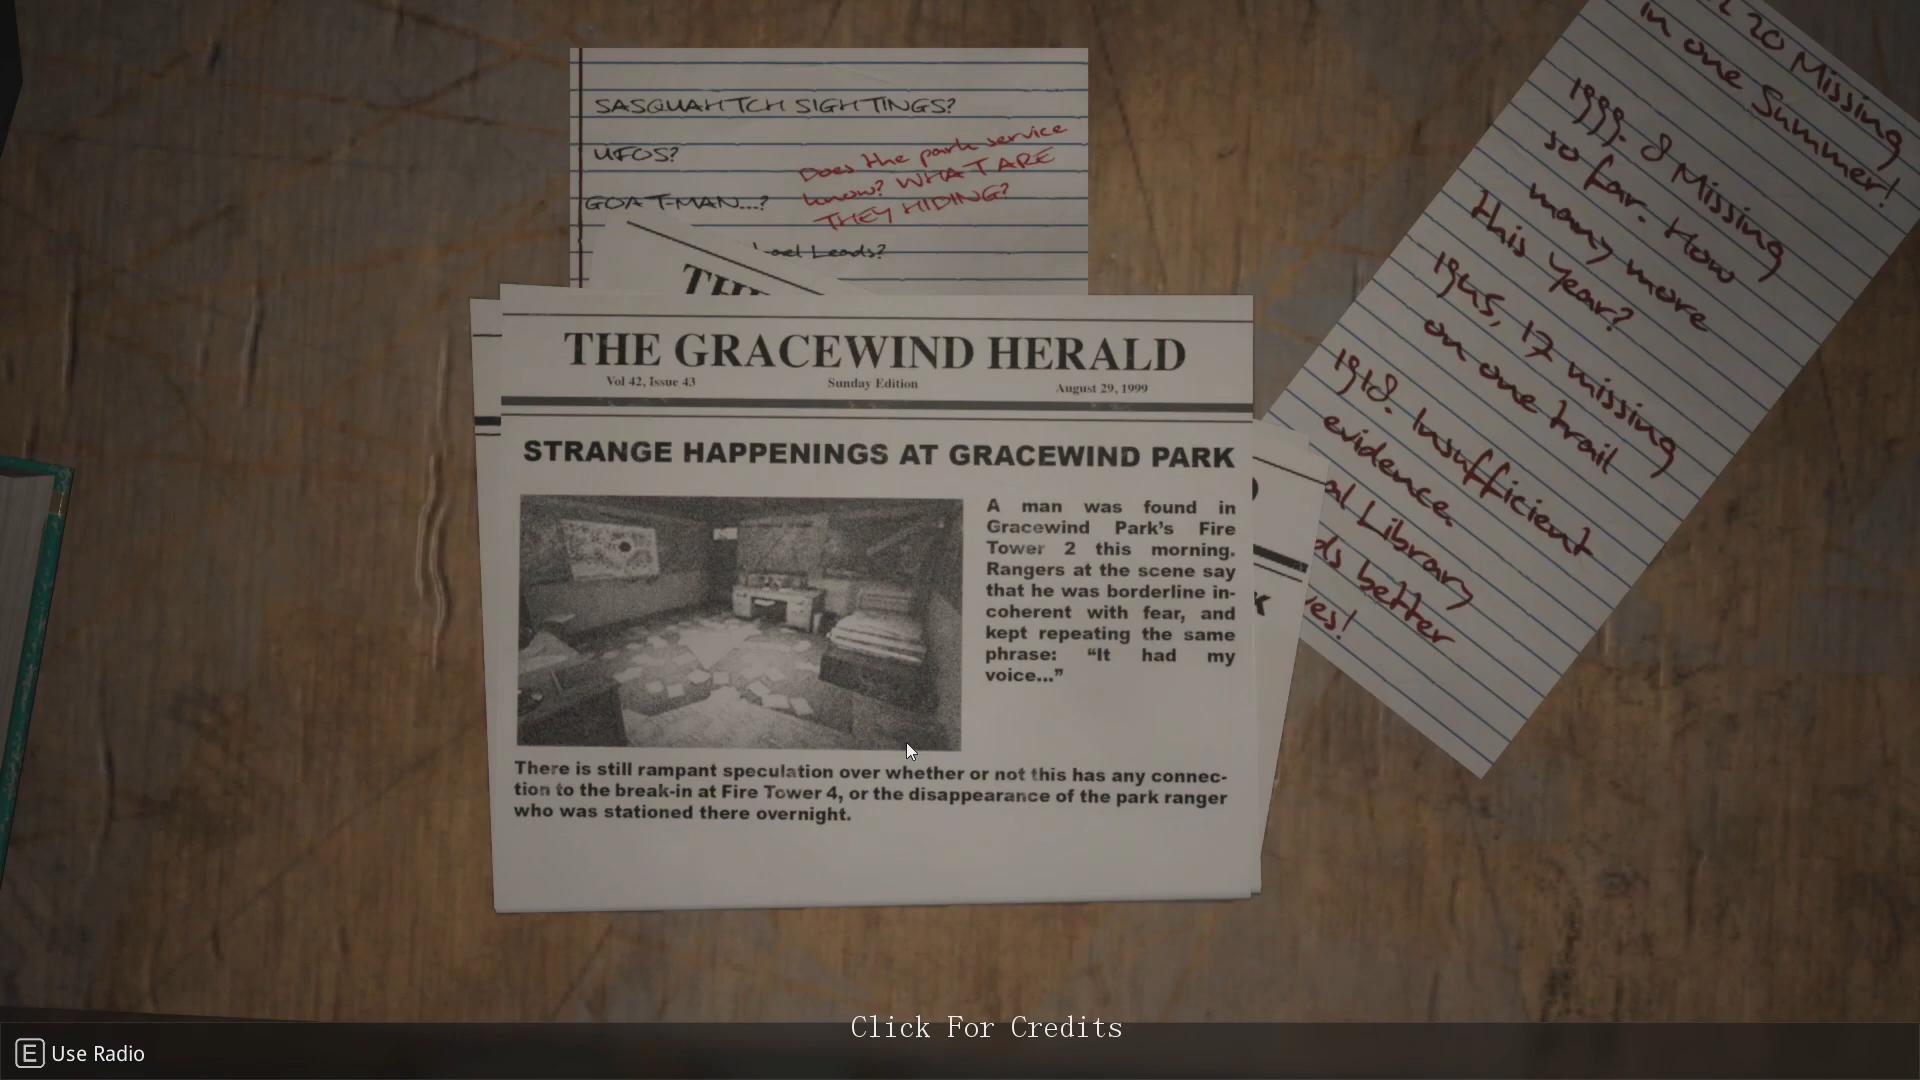 SASQUAHTCH SIGHTINGS?
UFOS?
GOATMAN...?
Does the park service
know? WHAT ARE
THEY HIDING?
Leads?
THE GRACEWIND HERALD
Vol 42, Issue 43 Sunday Edition August 29, 1999
STRANGE HAPPENINGS AT GRACEWIND PARK
A man was found in
Gracewind Park's Fire
Tower 2 this morning.
Rangers at the scene say
that he was borderline in-
coherent with fear, and
kept repeating the same
phrase: “It had my
voice...”
There is still rampant speculation over whether or not this has any connec-
tion to the break-in at Fire Tower 4, or the disappearance of the park ranger
who was stationed there overnight.
20 Missing
in one Summer!
1999. 8 Missing
so far. How
many more
this year?
1945, 17 missing
on one trail
1918. Insufficient
evidence.
Library
better
Click For Credits
E Use Radio